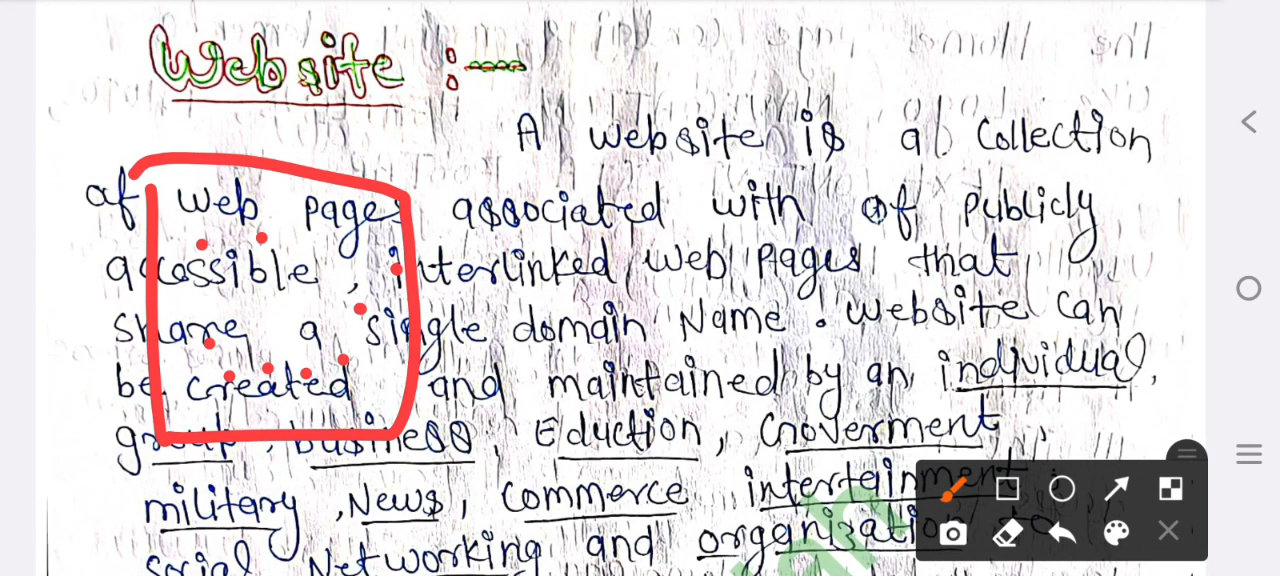 Website :-
A website is a collection
of web pages associated with of publicly
accessible, interlinked web pages that
share a single domain Name. website can
be created and maintained by an individual,
group, business, Eduction, Goverment,
military, News, Commerce, intertainment,
social Networking and organization to